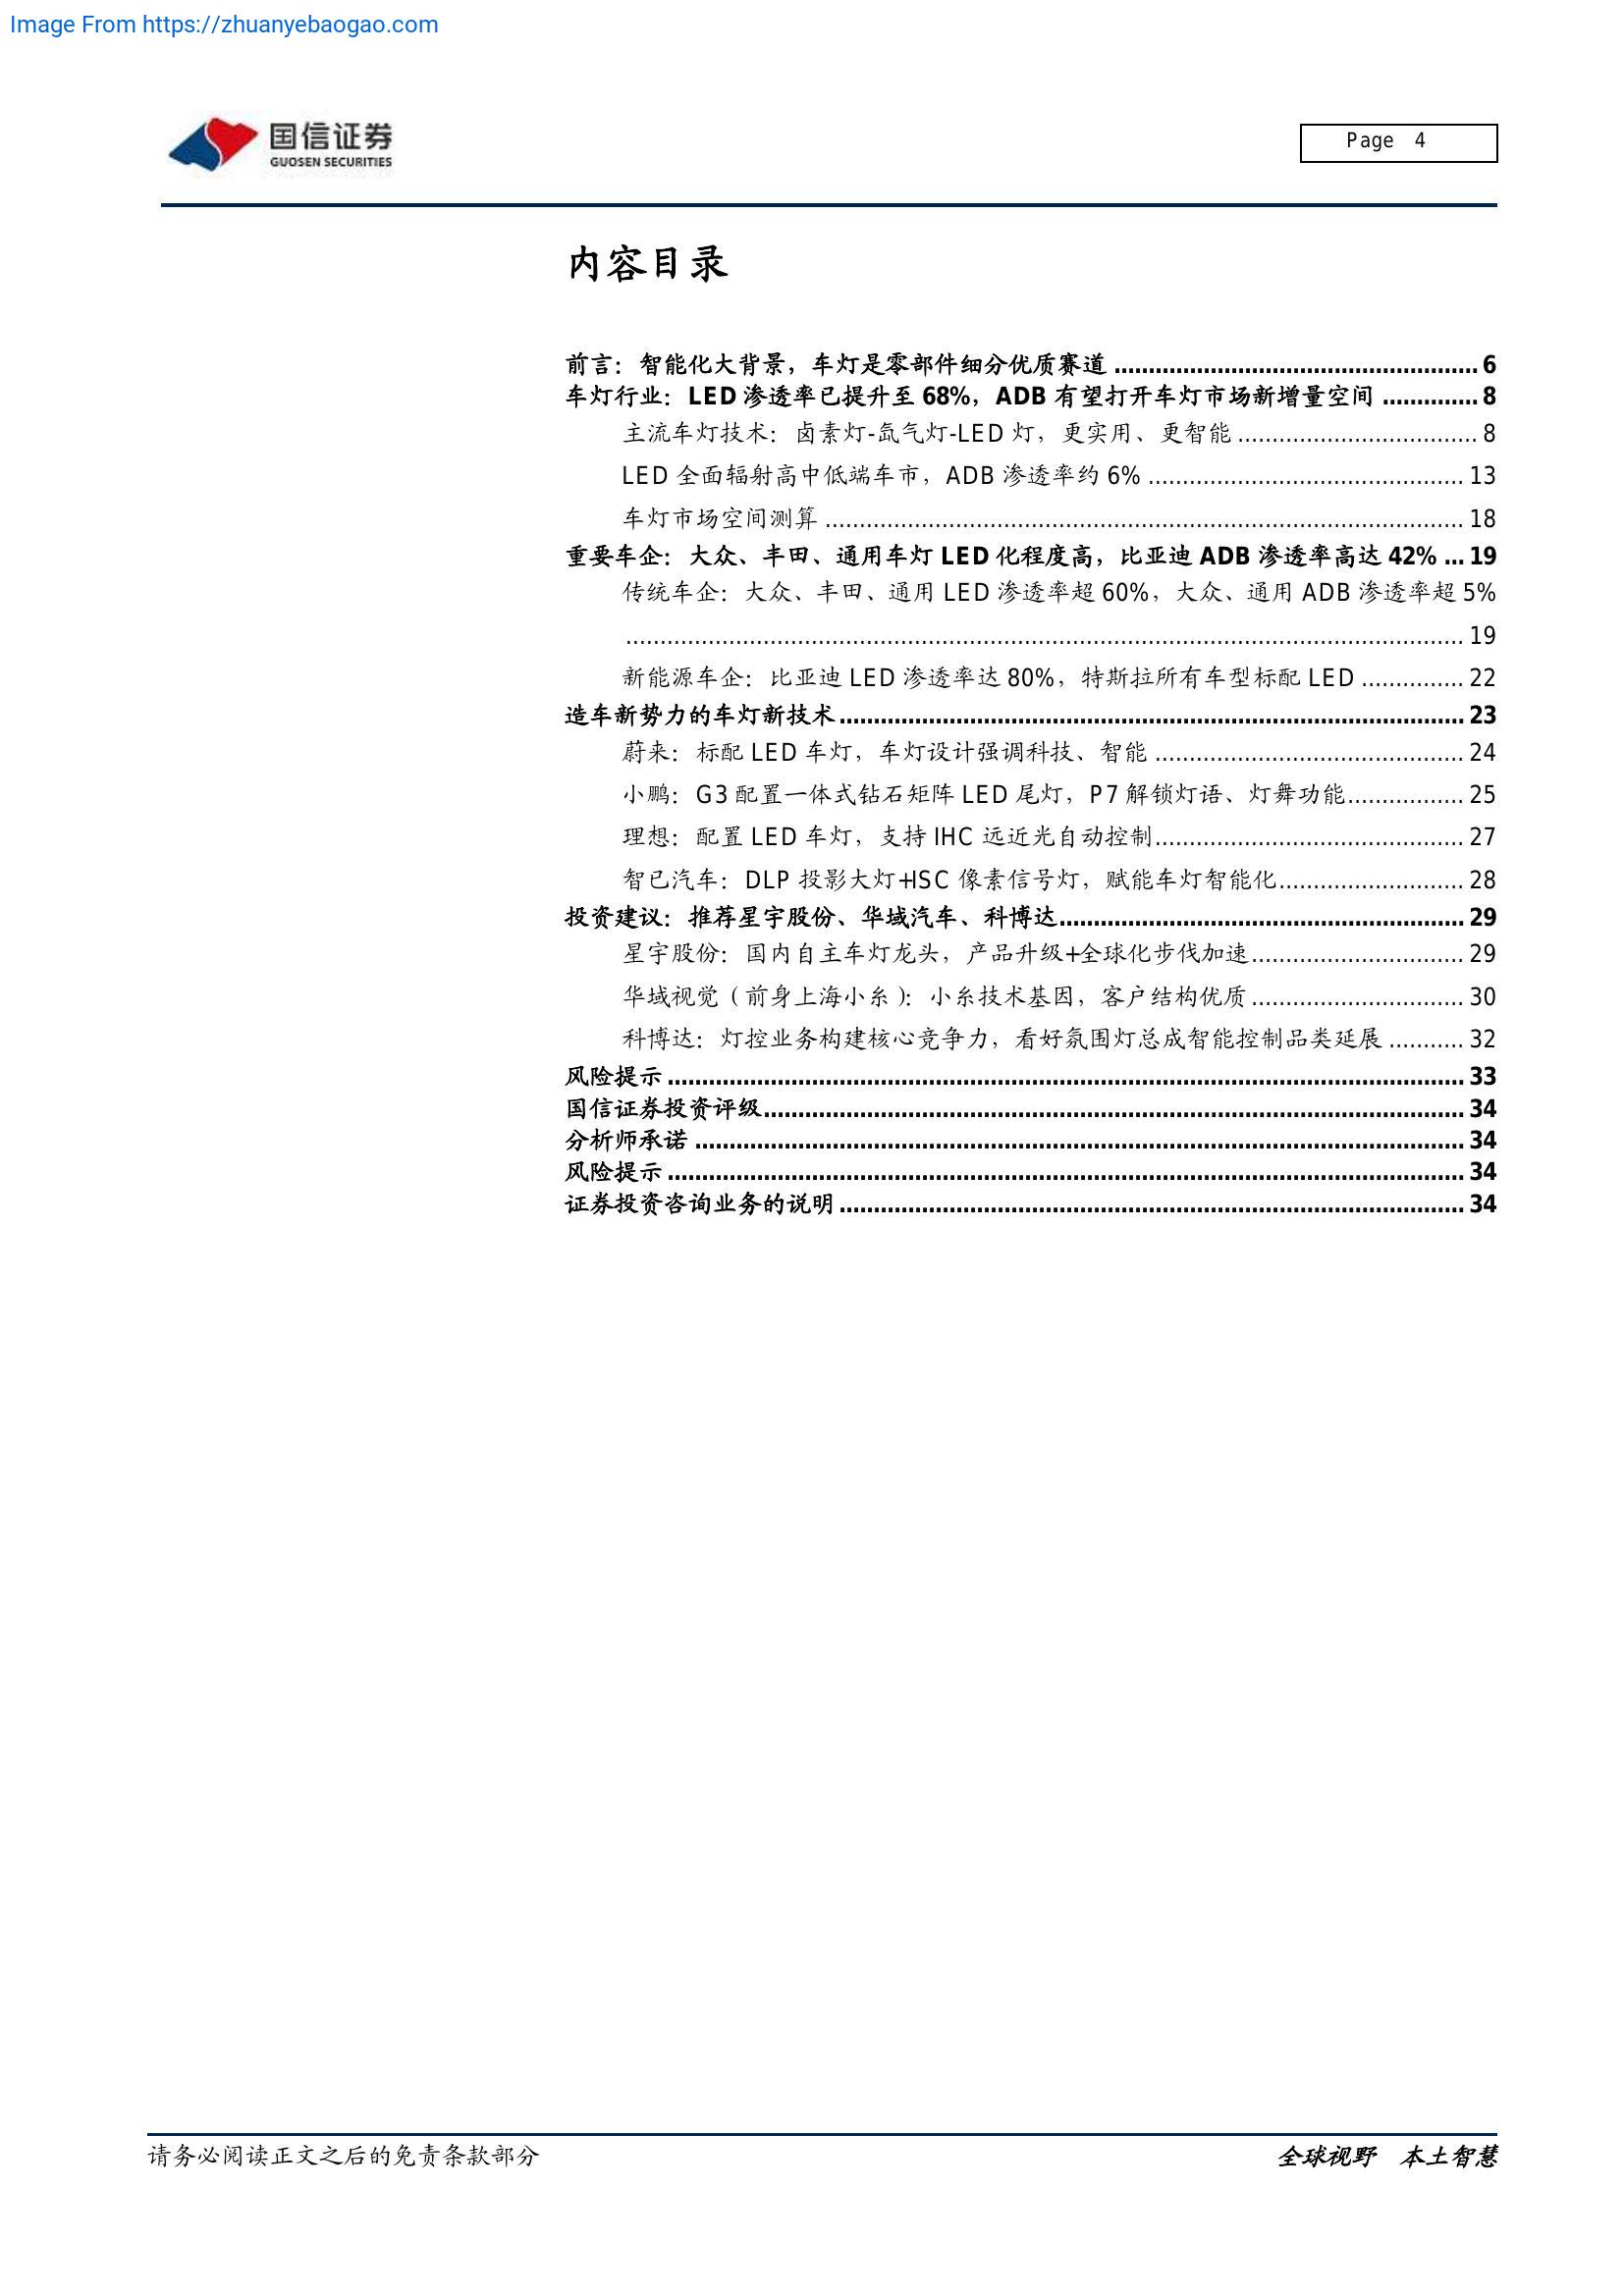 Image From https://zhuanyebaogao.com
国信证券
GUOSEN SECURITIES
Page 4
内容目录
前言：智能化大背景，车灯是零部件细分优质赛道 ..................................................... 6
车灯行业：LED 渗透率已提升至 68%，ADB 有望打开车灯市场新增量空间 .............. 8
主流车灯技术：卤素灯-氙气灯-LED 灯，更实用、更智能 ................................... 8
LED 全面辐射高中低端车市，ADB 渗透率约 6% .............................................. 13
车灯市场空间测算 ............................................................................................. 18
重要车企：大众、丰田、通用车灯 LED 化程度高，比亚迪 ADB 渗透率高达 42% ... 19
传统车企：大众、丰田、通用 LED 渗透率超 60%，大众、通用 ADB 渗透率超 5%
.......................................................................................................................... 19
新能源车企：比亚迪 LED 渗透率达 80%，特斯拉所有车型标配 LED ............... 22
造车新势力的车灯新技术 ........................................................................................... 23
蔚来：标配 LED 车灯，车灯设计强调科技、智能 ............................................. 24
小鹏：G3 配置一体式钻石矩阵 LED 尾灯，P7 解锁灯语、灯舞功能................. 25
理想：配置 LED 车灯，支持 IHC 远近光自动控制............................................. 27
智己汽车：DLP 投影大灯+ISC 像素信号灯，赋能车灯智能化........................... 28
投资建议：推荐星宇股份、华域汽车、科博达........................................................... 29
星宇股份：国内自主车灯龙头，产品升级+全球化步伐加速............................... 29
华域视觉（前身上海小糸）：小糸技术基因，客户结构优质 ............................... 30
科博达：灯控业务构建核心竞争力，看好氛围灯总成智能控制品类延展 ........... 32
风险提示 .................................................................................................................... 33
国信证券投资评级...................................................................................................... 34
分析师承诺 ................................................................................................................ 34
风险提示 .................................................................................................................... 34
证券投资咨询业务的说明 ........................................................................................... 34
请务必阅读正文之后的免责条款部分
全球视野 本土智慧